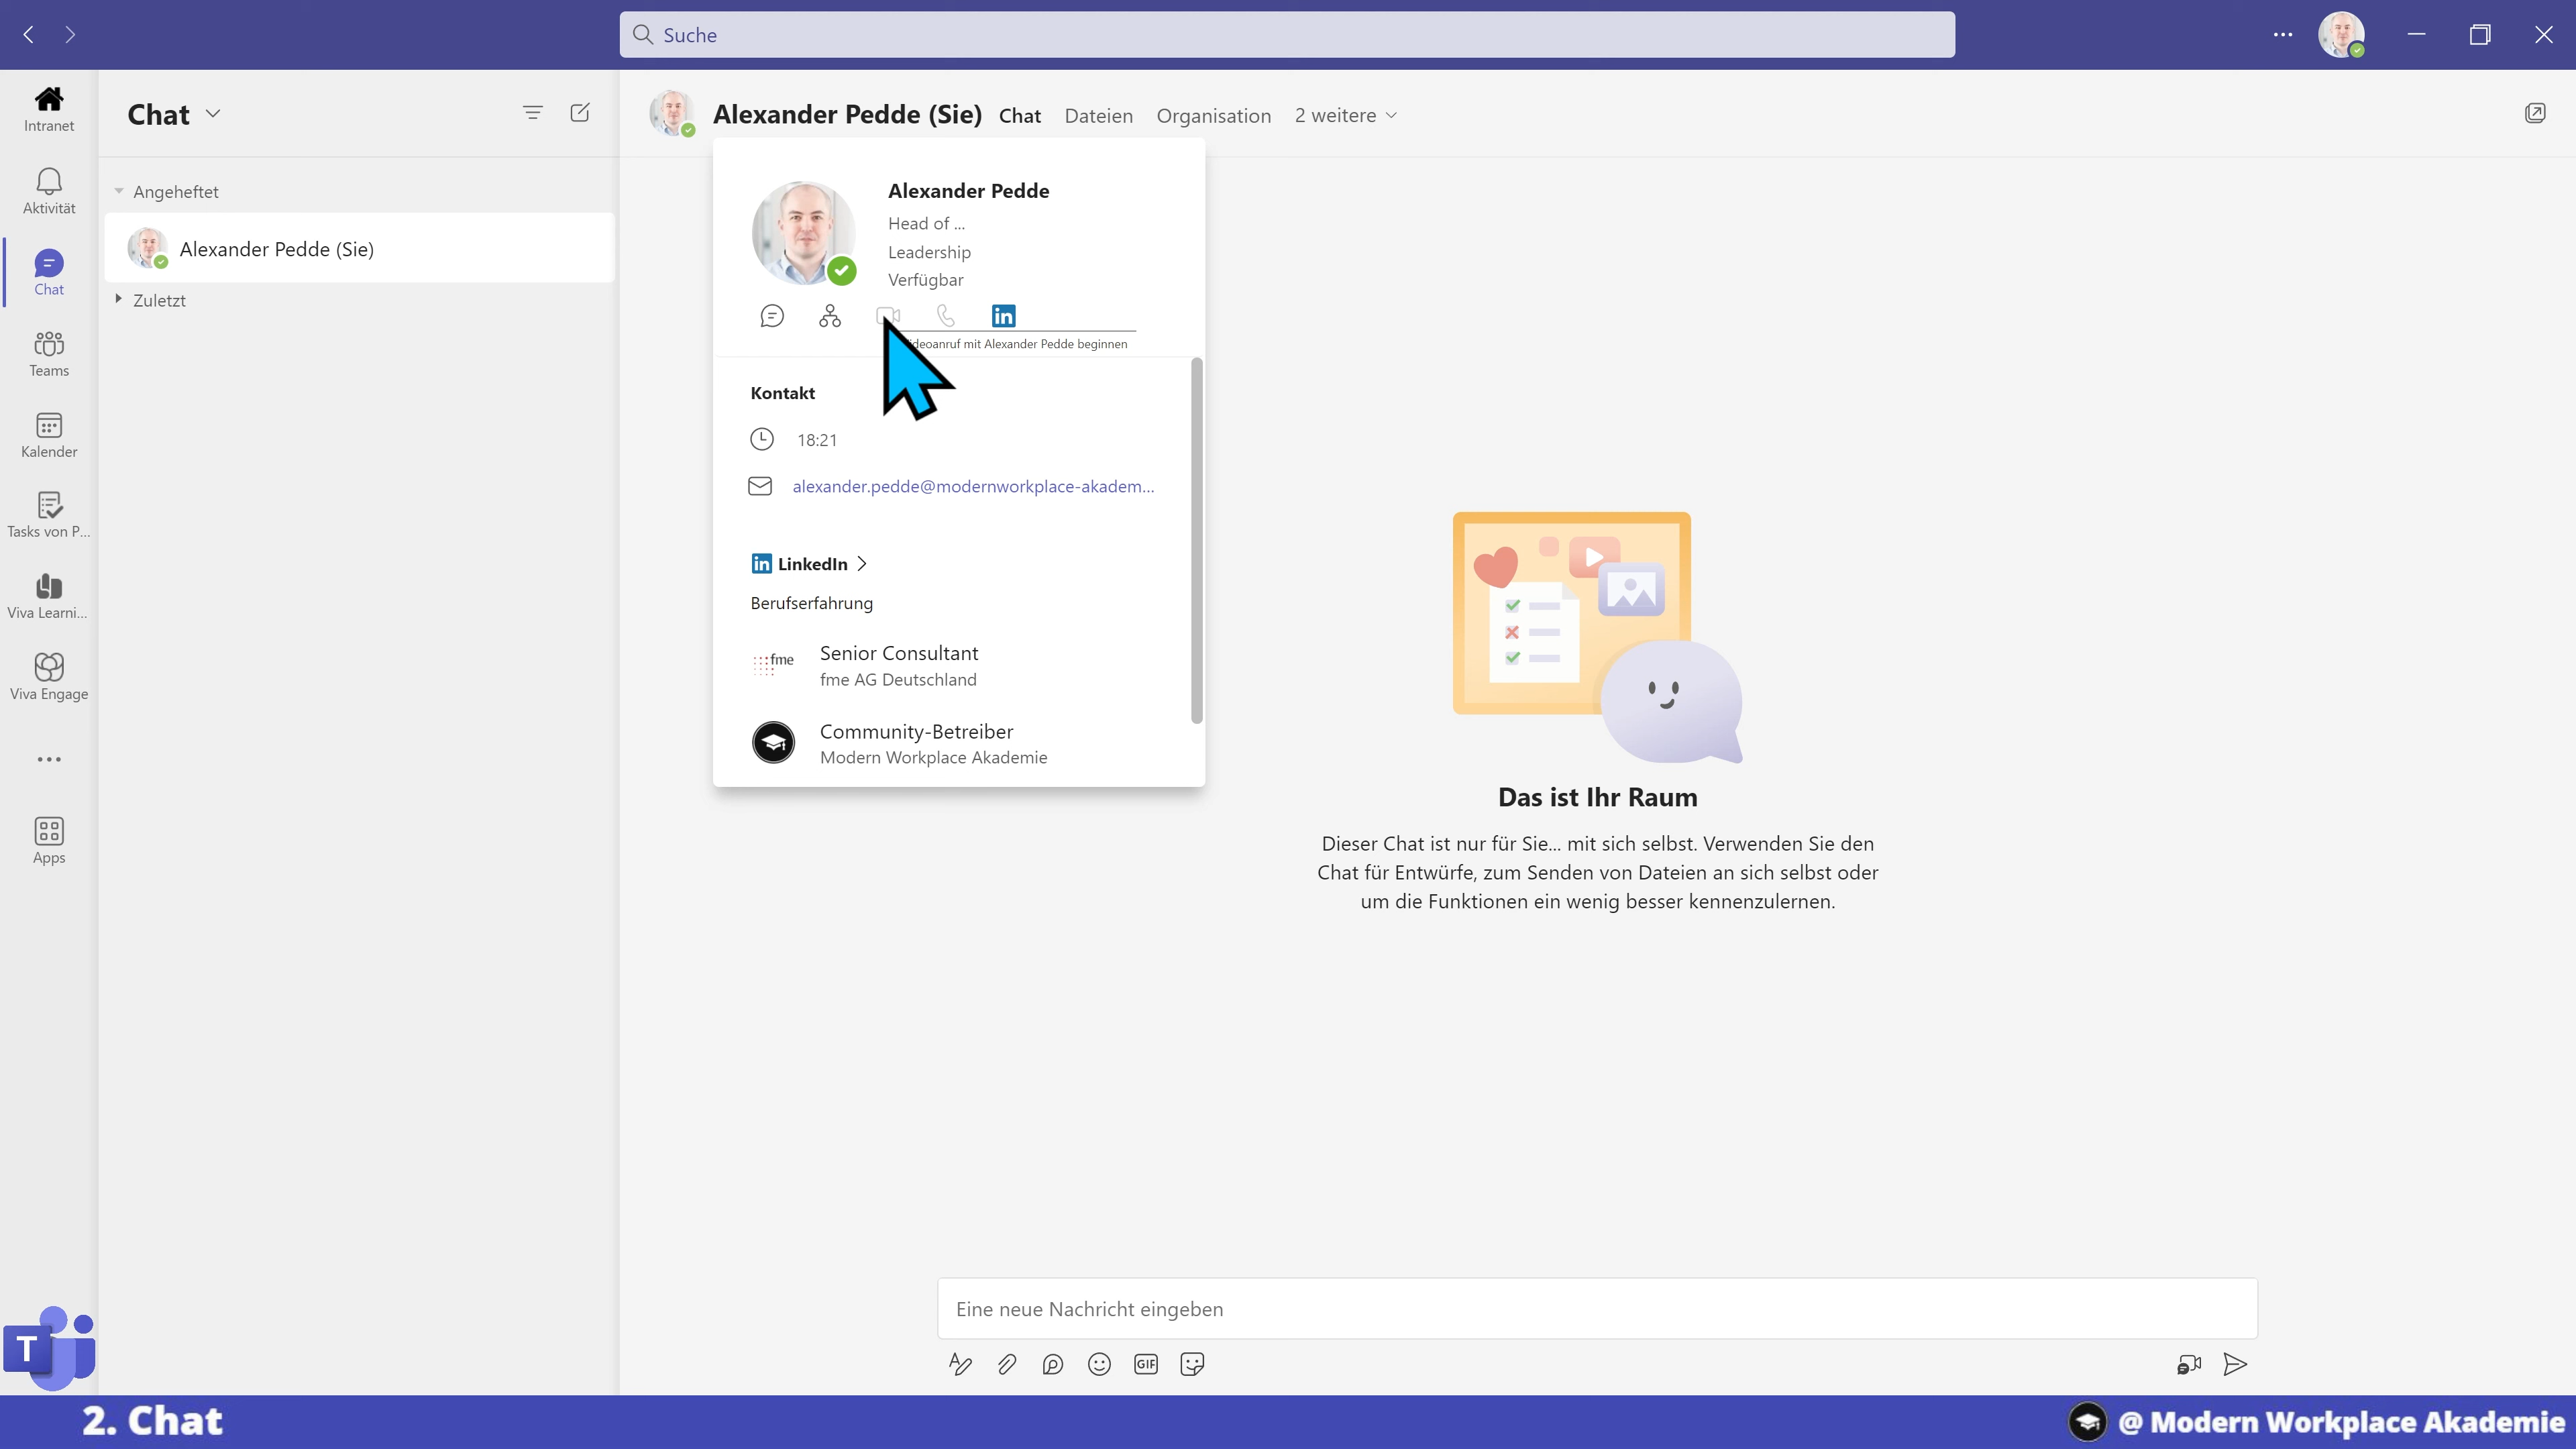 Suche
Intranet
Aktivität
Chat
Teams
Kalender
Tasks von P...
Viva Learni...
Viva Engage
Apps
Chat
Angeheftet
Alexander Pedde (Sie)
Zuletzt
Alexander Pedde (Sie) Chat Dateien Organisation 2 weitere
Alexander Pedde
Head of ...
Leadership
Verfügbar
in
mit Alexander Pedde beginnen
Kontakt
18:21
alexander.pedde@modernworkplace-akadem...
in LinkedIn
Berufserfahrung
fme
Senior Consultant
fme AG Deutschland
Community-Betreiber
Modern Workplace Akademie
Das ist Ihr Raum
Dieser Chat ist nur für Sie... mit sich selbst. Verwenden Sie den
Chat für Entwürfe, zum Senden von Dateien an sich selbst oder
um die Funktionen ein wenig besser kennenzulernen.
Eine neue Nachricht eingeben
GIF
T
2. Chat
@ Modern Workplace Akademie